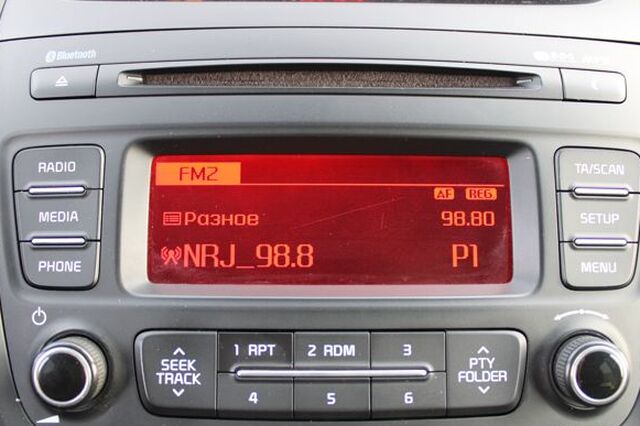 Bluetooth
RADIO
MEDIA
PHONE
FM2
AF REG
Разное 98.80
NRJ_98.8 P1
TA/SCAN
SETUP
MENU
SEEK
TRACK
1 RPT 2 RDM 3
4 5 6
PTY
FOLDER